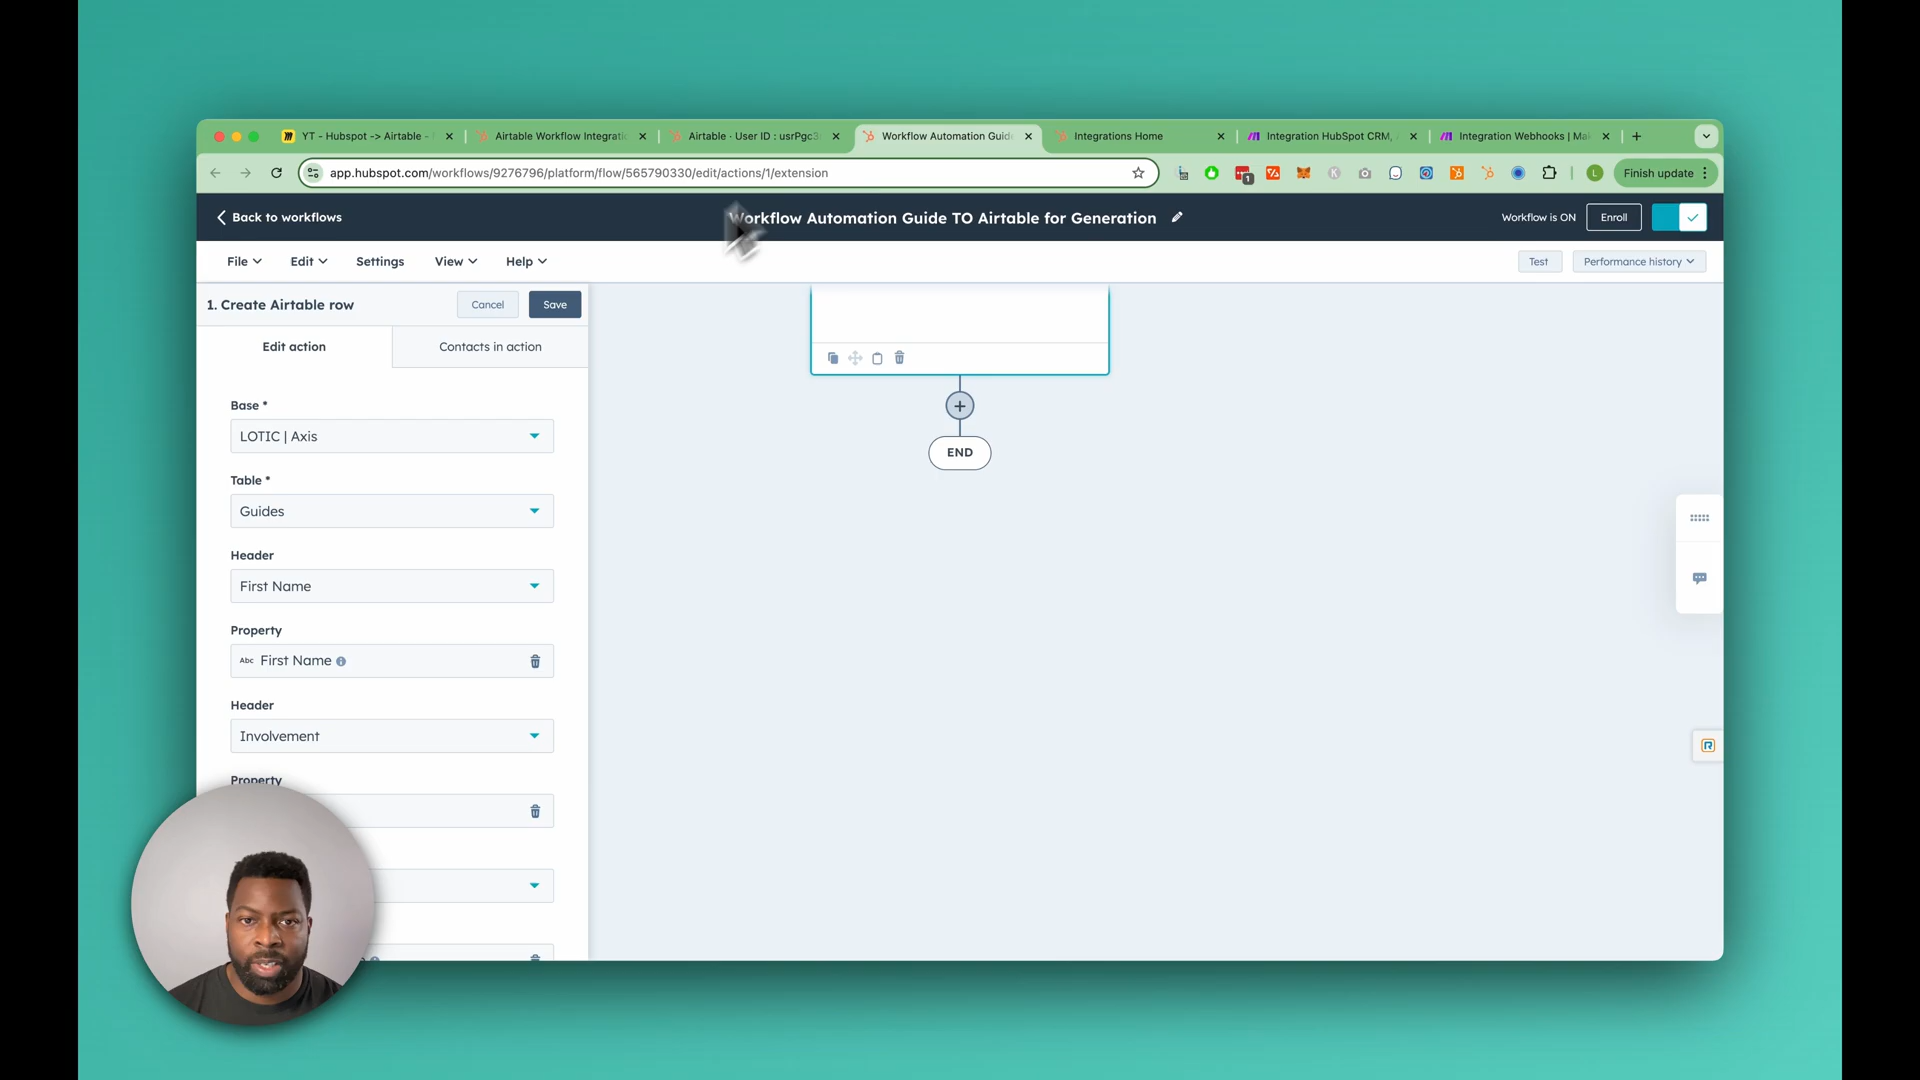 YT - Hubspot -> Airtable -
Airtable Workflow Integratio
Airtable · User ID : usrPgc3
Workflow Automation Guide
Integrations Home
Integration HubSpot CRM,
Integration Webhooks | Mak
app.hubspot.com/workflows/9276796/platform/flow/565790330/edit/actions/1/extension
1
K
L
Finish update
Back to workflows
Workflow Automation Guide TO Airtable for Generation
Workflow is ON
Enroll
File
Edit
Settings
View
Help
Test
Performance history
1. Create Airtable row
Cancel
Save
Edit action
Contacts in action
Base *
LOTIC | Axis
Table *
Guides
Header
First Name
Property
Abc First Name
Header
Involvement
Property
END